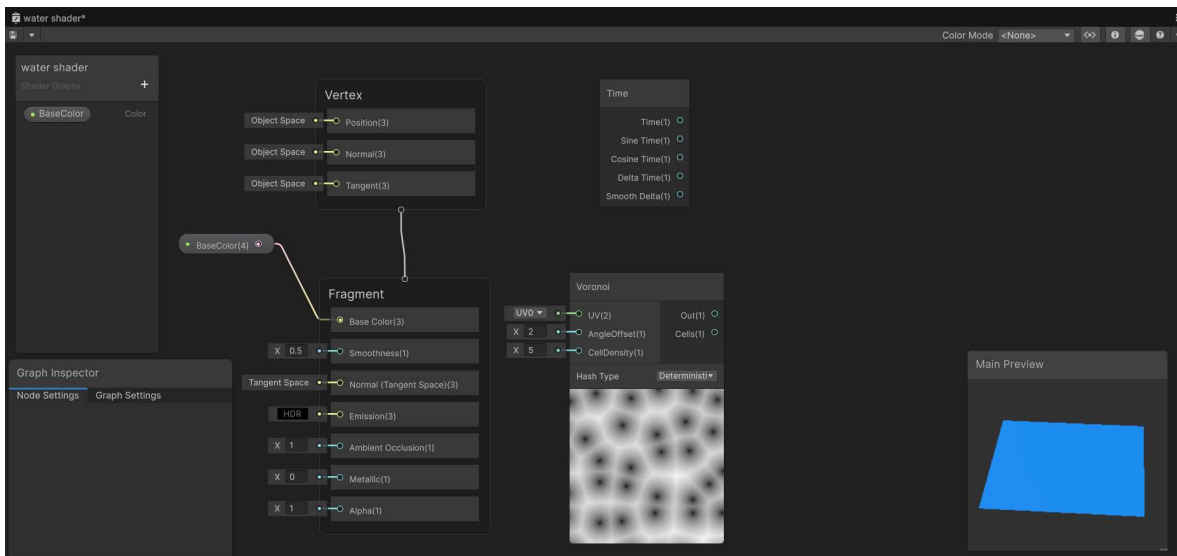 water shader*
Color Mode <None>
water shader
Shader Graphs
+
BaseColor Color
Vertex
Object Space Position(3)
Object Space Normal(3)
Object Space Tangent(3)
Time
Time(1)
Sine Time(1)
Cosine Time(1)
Delta Time(1)
Smooth Delta(1)
BaseColor(4)
Fragment
Base Color(3)
X 0.5 Smoothness(1)
Tangent Space Normal (Tangent Space)(3)
HDR Emission(3)
X 1 Ambient Occlusion(1)
X 0 Metallic(1)
X 1 Alpha(1)
Voronoi
UV0 UV(2) Out(1)
X 2 AngleOffset(1) Cells(1)
X 5 CellDensity(1)
Hash Type Deterministi
Graph Inspector
Node Settings Graph Settings
Main Preview